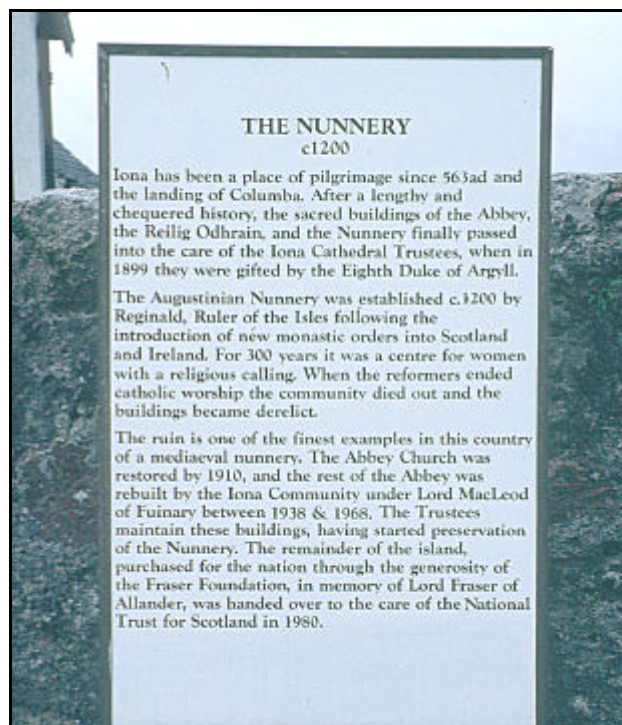 THE NUNNERY
c1200
Iona has been a place of pilgrimage since 563ad and
the landing of Columba. After a lengthy and
chequered history, the sacred buildings of the Abbey,
the Reilig Odhrain, and the Nunnery finally passed
into the care of the Iona Cathedral Trustees, when in
1899 they were gifted by the Eighth Duke of Argyll.
The Augustinian Nunnery was established c.1200 by
Reginald, Ruler of the Isles following the
introduction of new monastic orders into Scotland
and Ireland. For 300 years it was a centre for women
with a religious calling. When the reformers ended
catholic worship the community died out and the
buildings became derelict.
The ruin is one of the finest examples in this country
of a mediaeval nunnery. The Abbey Church was
restored by 1910, and the rest of the Abbey was
rebuilt by the Iona Community under Lord MacLeod
of Fuinary between 1938 & 1968. The Trustees
maintain these buildings, having started preservation
of the Nunnery. The remainder of the island,
purchased for the nation through the generosity of
the Fraser Foundation, in memory of Lord Fraser of
Allander, was handed over to the care of the National
Trust for Scotland in 1980.